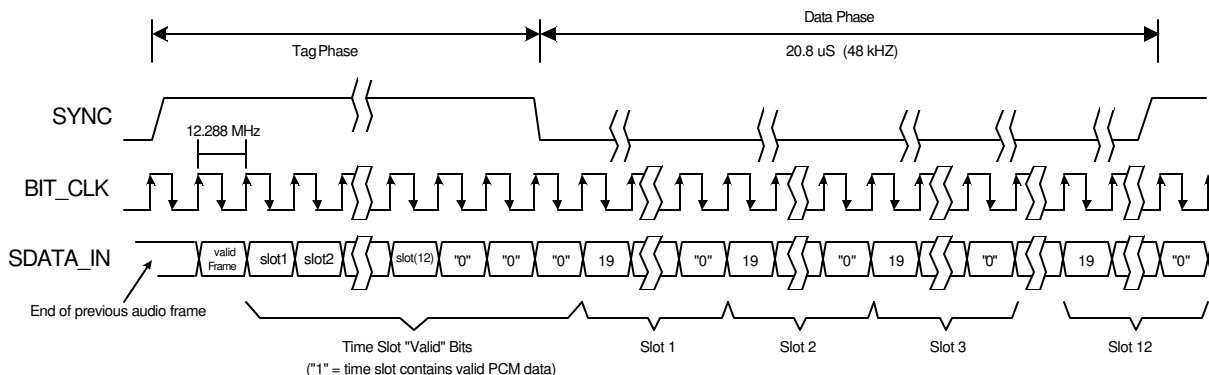 Data Phase
Tag Phase
20.8 uS (48 kHZ)
SYNC
12.288 MHz
BIT_CLK
SDATA_IN
valid Frame slot1 slot2 slot(12) "0" "0" "0" 19 "0" 19 "0" 19 "0" 19 "0"
End of previous audio frame
Time Slot "Valid" Bits
("1" = time slot contains valid PCM data)
Slot 1
Slot 2
Slot 3
Slot 12